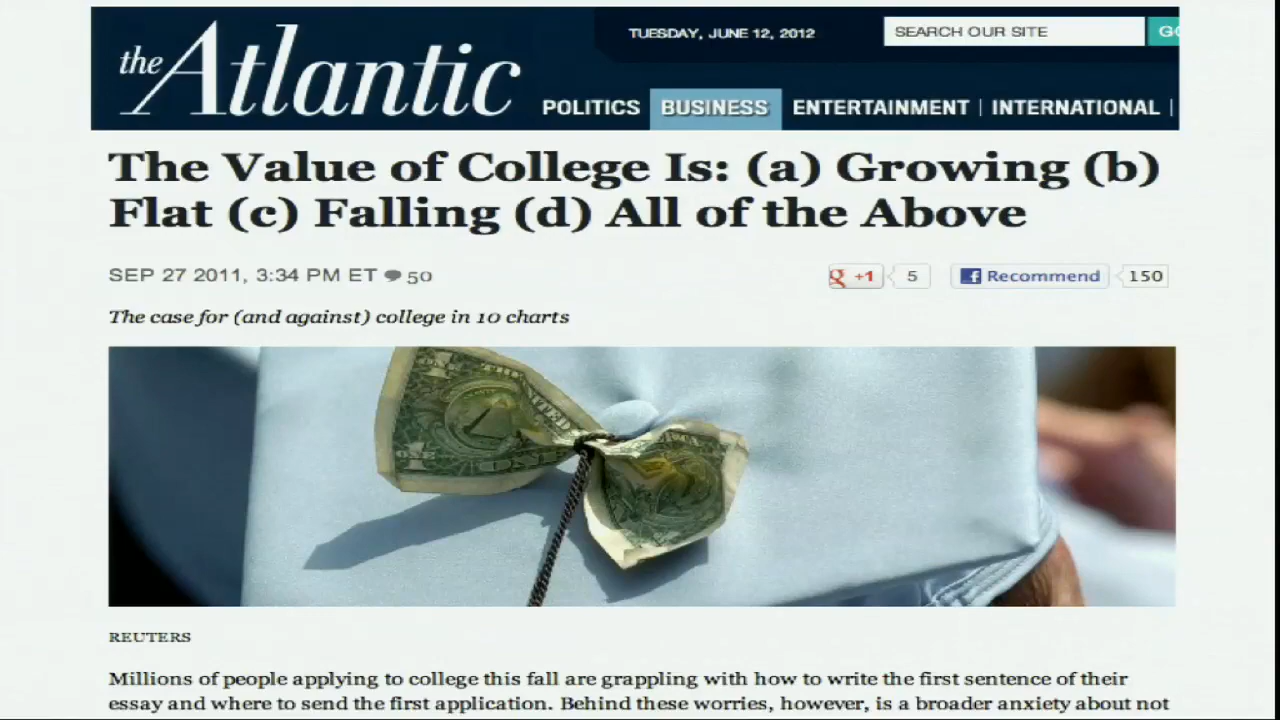 the Atlantic
TUESDAY, JUNE 12, 2012
SEARCH OUR SITE
POLITICS BUSINESS ENTERTAINMENT | INTERNATIONAL |
The Value of College Is: (a) Growing (b)
Flat (c) Falling (d) All of the Above
SEP 27 2011, 3:34 PM ET 50
g +1 5 f Recommend 150
The case for (and against) college in 10 charts
ONE
REUTERS
Millions of people applying to college this fall are grappling with how to write the first sentence of their
essay and where to send the first application. Behind these worries, however, is a broader anxiety about not